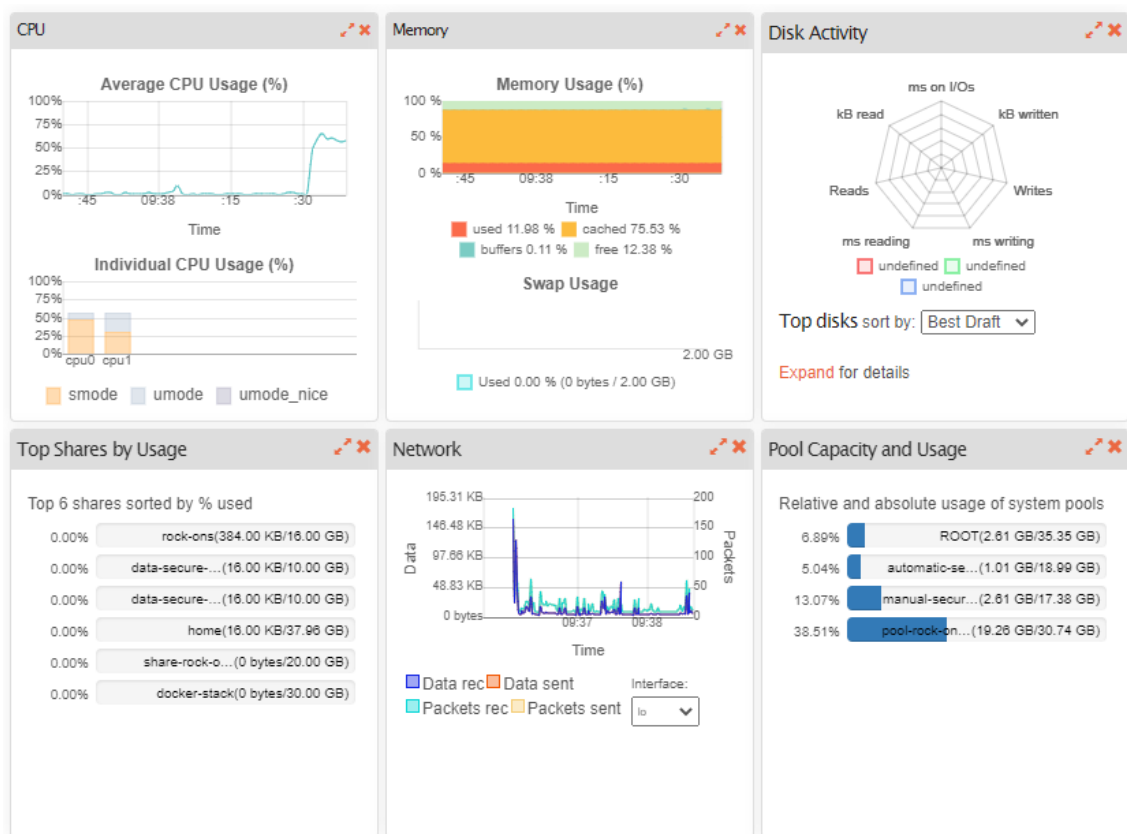 CPU
Average CPU Usage (%)
100%
75%
50%
25%
0%
:45 09:38 :15 :30
Time
Individual CPU Usage (%)
100%
75%
50%
25%
0%
cpu0 cpu1
smode umode umode_nice
Memory
Memory Usage (%)
100 %
50 %
0 %
:45 09:38 :15 :30
Time
used 11.98 % cached 75.53 %
buffers 0.11 % free 12.38 %
Swap Usage
2.00 GB
Used 0.00 % (0 bytes / 2.00 GB)
Disk Activity
ms on I/Os
kB read kB written
Reads Writes
ms reading ms writing
undefined undefined
undefined
Top disks sort by: Best Draft
Expand for details
Top Shares by Usage
Top 6 shares sorted by % used
0.00% rock-ons(384.00 KB/16.00 GB)
0.00% data-secure-...(16.00 KB/10.00 GB)
0.00% data-secure-...(16.00 KB/10.00 GB)
0.00% home(16.00 KB/37.96 GB)
0.00% share-rock-o...(0 bytes/20.00 GB)
0.00% docker-stack(0 bytes/30.00 GB)
Network
195.31 KB 200
146.48 KB 150
97.66 KB 100
48.83 KB 50
0 bytes 0
Data
Packets
09:37 09:38
Time
Data rec Data sent Interface:
Packets rec Packets sent lo
Pool Capacity and Usage
Relative and absolute usage of system pools
6.89% ROOT(2.61 GB/35.35 GB)
5.04% automatic-se...(1.01 GB/18.99 GB)
13.07% manual-secur...(2.61 GB/17.38 GB)
38.51% pool-rock-on...(19.26 GB/30.74 GB)